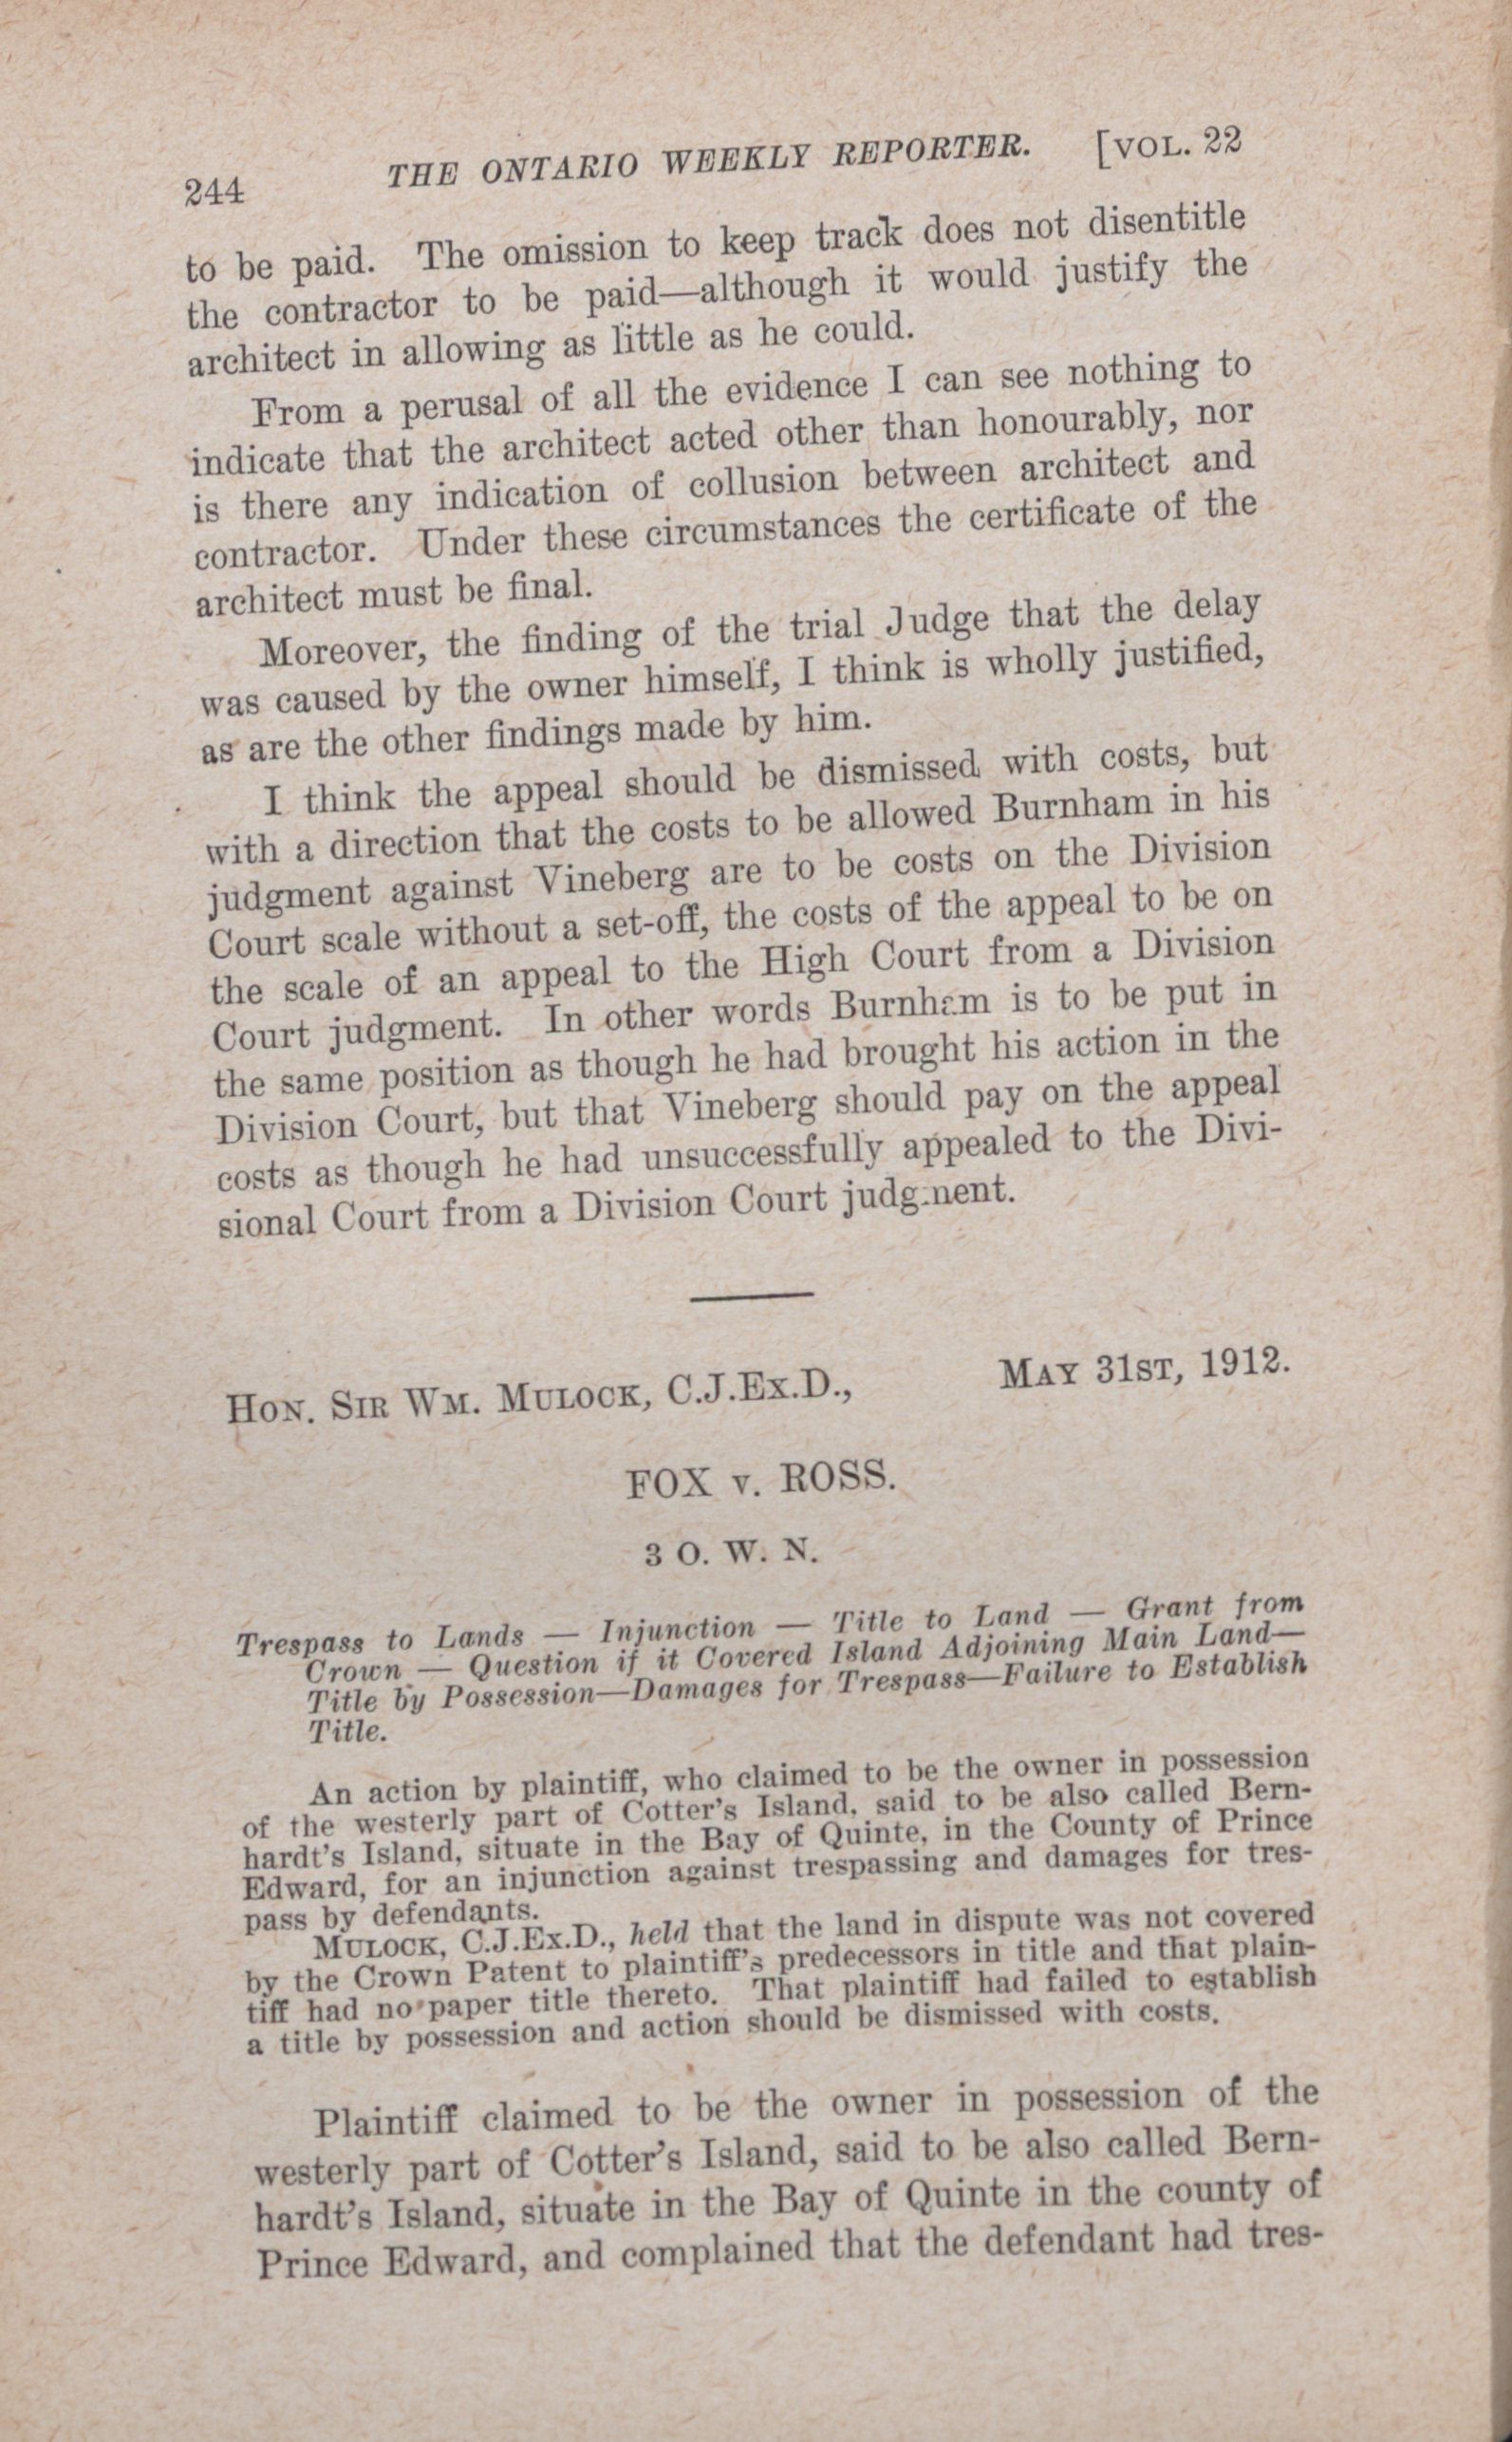 244 THE ONTARIO WEEKLY REPORTER. [VOL. 22
to be paid. The omission to keep track does not disentitle
the contractor to be paid—although it would justify the
architect in allowing as little as he could.
From a perusal of all the evidence I can see nothing to
indicate that the architect acted other than honourably, nor
is there any indication of collusion between architect and
contractor. Under these circumstances the certificate of the
architect must be final.
Moreover, the finding of the trial Judge that the delay
was caused by the owner himself, I think is wholly justified,
as are the other findings made by him.
I think the appeal should be dismissed with costs, but
with a direction that the costs to be allowed Burnham in his
judgment against Vineberg are to be costs on the Division
Court scale without a set-off, the costs of the appeal to be on
the scale of an appeal to the High Court from a Division
Court judgment. In other words Burnham is to be put in
the same position as though he had brought his action in the
Division Court, but that Vineberg should pay on the appeal
costs as though he had unsuccessfully appealed to the Divi-
sional Court from a Division Court judgment.
HON. SIR WM. MULOCK, C.J.EX.D., MAY 31ST, 1912.
FOX v. ROSS.
3 O. W. N.
Trespass to Lands — Injunction — Title to Land — Grant from
Crown — Question if it Covered Island Adjoining Main Land—
Title by Possession—Damages for Trespass—Failure to Establish
Title.
An action by plaintiff, who claimed to be the owner in possession
of the westerly part of Cotter's Island, said to be also called Bern-
hardt's Island, situate in the Bay of Quinte, in the County of Prince
Edward, for an injunction against trespassing and damages for tres-
pass by defendants.
MULOCK, C.J.EX.D., held that the land in dispute was not covered
by the Crown Patent to plaintiff's predecessors in title and that plain-
tiff had no paper title thereto. That plaintiff had failed to establish
a title by possession and action should be dismissed with costs.
Plaintiff claimed to be the owner in possession of the
westerly part of Cotter's Island, said to be also called Bern-
hardt's Island, situate in the Bay of Quinte in the county of
Prince Edward, and complained that the defendant had tres-